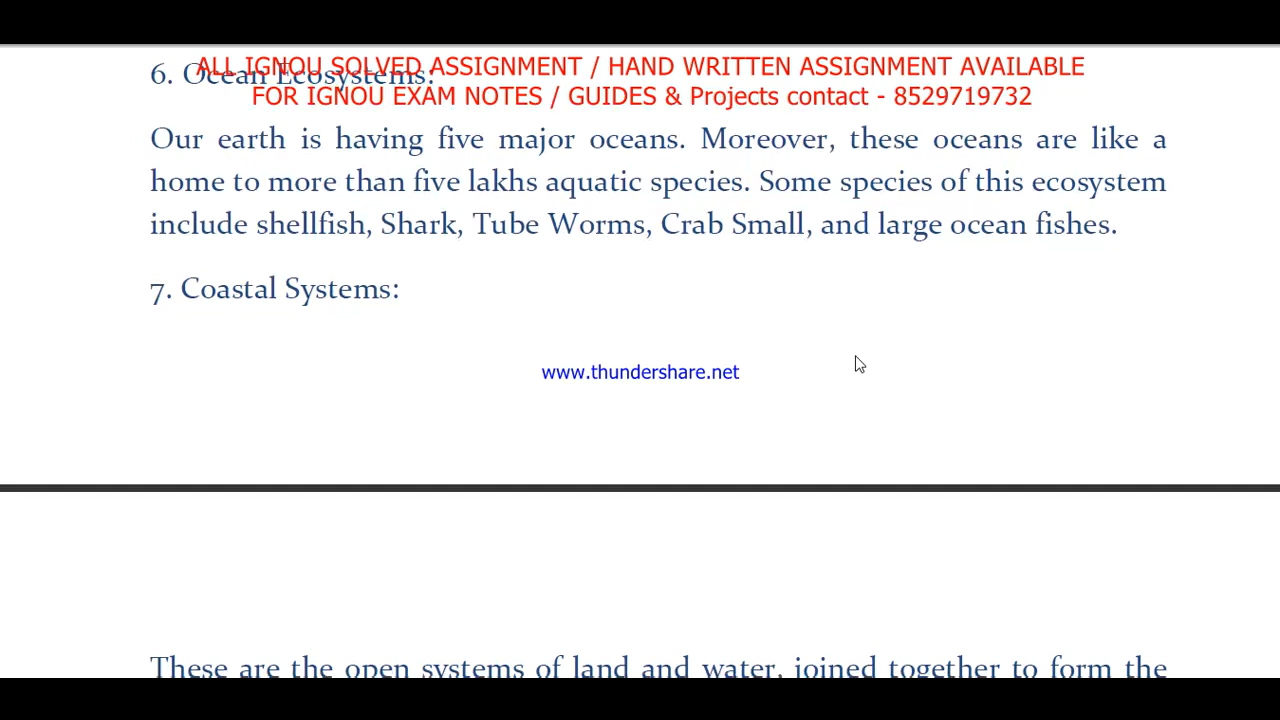 ALL IGNOU SOLVED ASSIGNMENT / HAND WRITTEN ASSIGNMENT AVAILABLE
6. Ocean Ecosystems:
FOR IGNOU EXAM NOTES / GUIDES & Projects contact - 8529719732
Our earth is having five major oceans. Moreover, these oceans are like a
home to more than five lakhs aquatic species. Some species of this ecosystem
include shellfish, Shark, Tube Worms, Crab Small, and large ocean fishes.
7. Coastal Systems:
www.thundershare.net
These are the open systems of land and water, joined together to form the